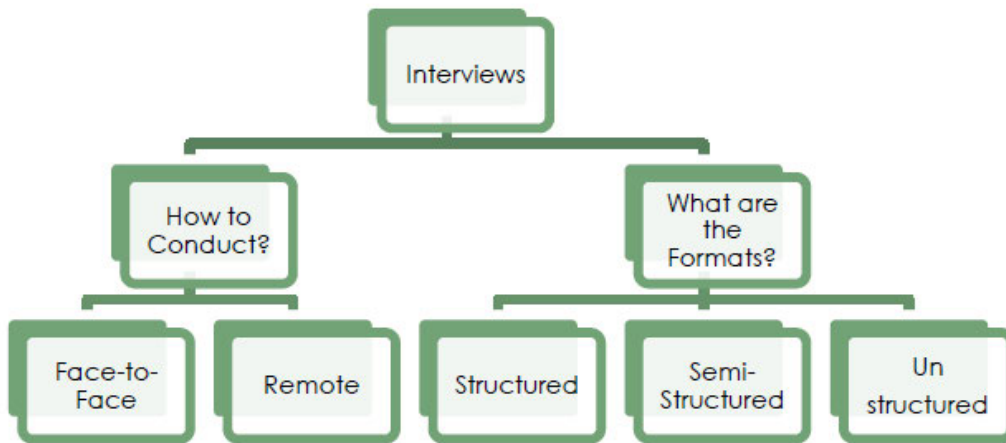 Interviews
How to
Conduct?
What are
the
Formats?
Face-to-
Face
Remote
Structured
Semi-
Structured
Un
structured